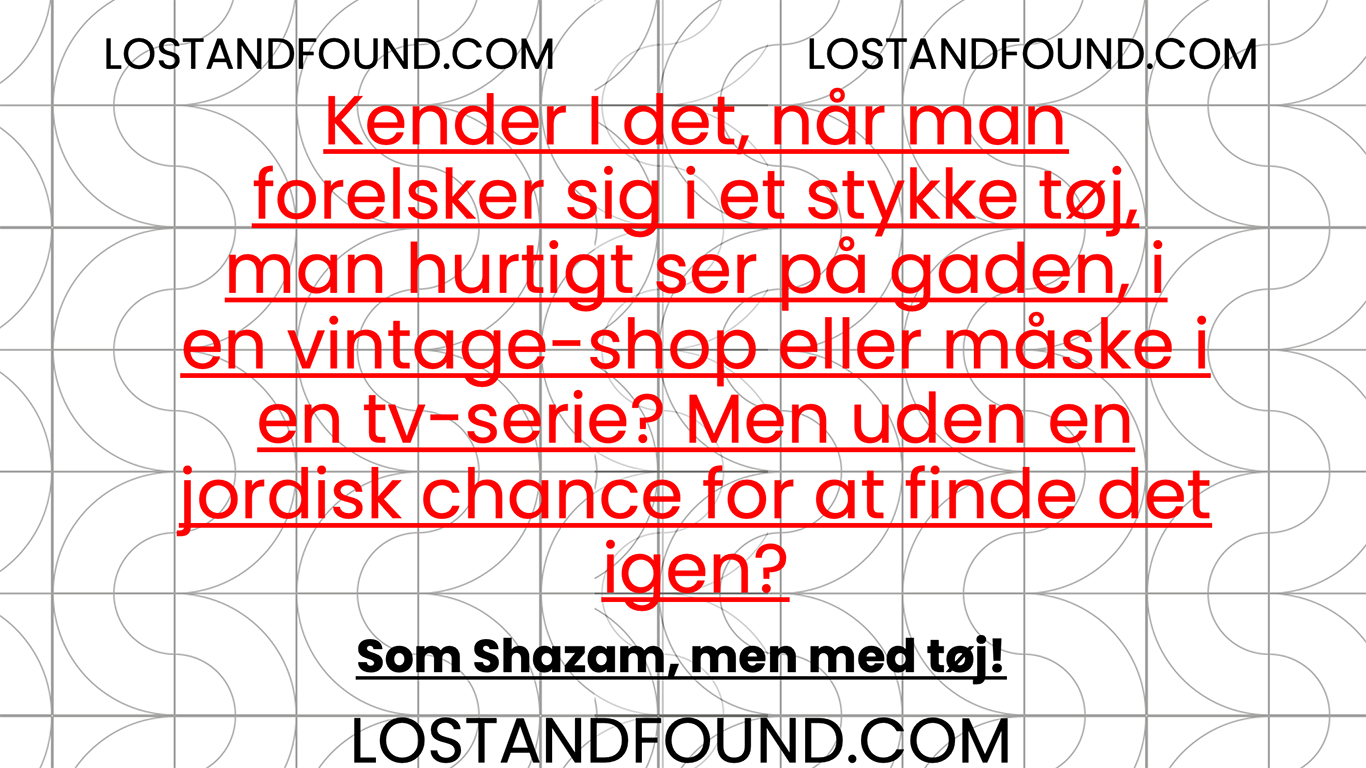 LOSTANDFOUND.COM LOSTANDFOUND.COM
Kender I det, når man
forelsker sig i et stykke tøj,
man hurtigt ser på gaden, i
en vintage-shop eller måske i
en tv-serie? Men uden en
jordisk chance for at finde det
igen?
Som Shazam, men med tøj!
LOSTANDFOUND.COM